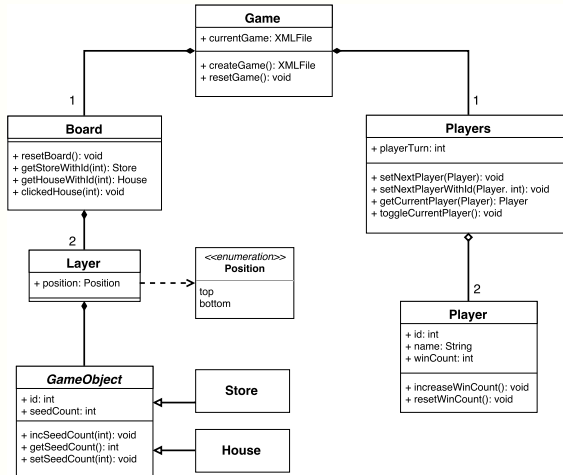 Game
+ currentGame: XMLFile
+ createGame(): XMLFile
+ resetGame(): void
1
1
Board
+ resetBoard(): void
+ getStoreWithId(int): Store
+ getHouseWithId(int): House
+ clickedHouse(int): void
Players
+ playerTurn: int
+ setNextPlayer(Player): void
+ setNextPlayerWithId(Player. int): void
+ getCurrentPlayer(Player): Player
+ toggleCurrentPlayer(): void
2
Layer
+ position: Position
<<enumeration>>
Position
top
bottom
2
Player
+ id: int
+ name: String
+ winCount: int
+ increaseWinCount(): void
+ resetWinCount(): void
GameObject
+ id: int
+ seedCount: int
+ incSeedCount(int): void
+ getSeedCount(): int
+ setSeedCount(int): void
Store
House